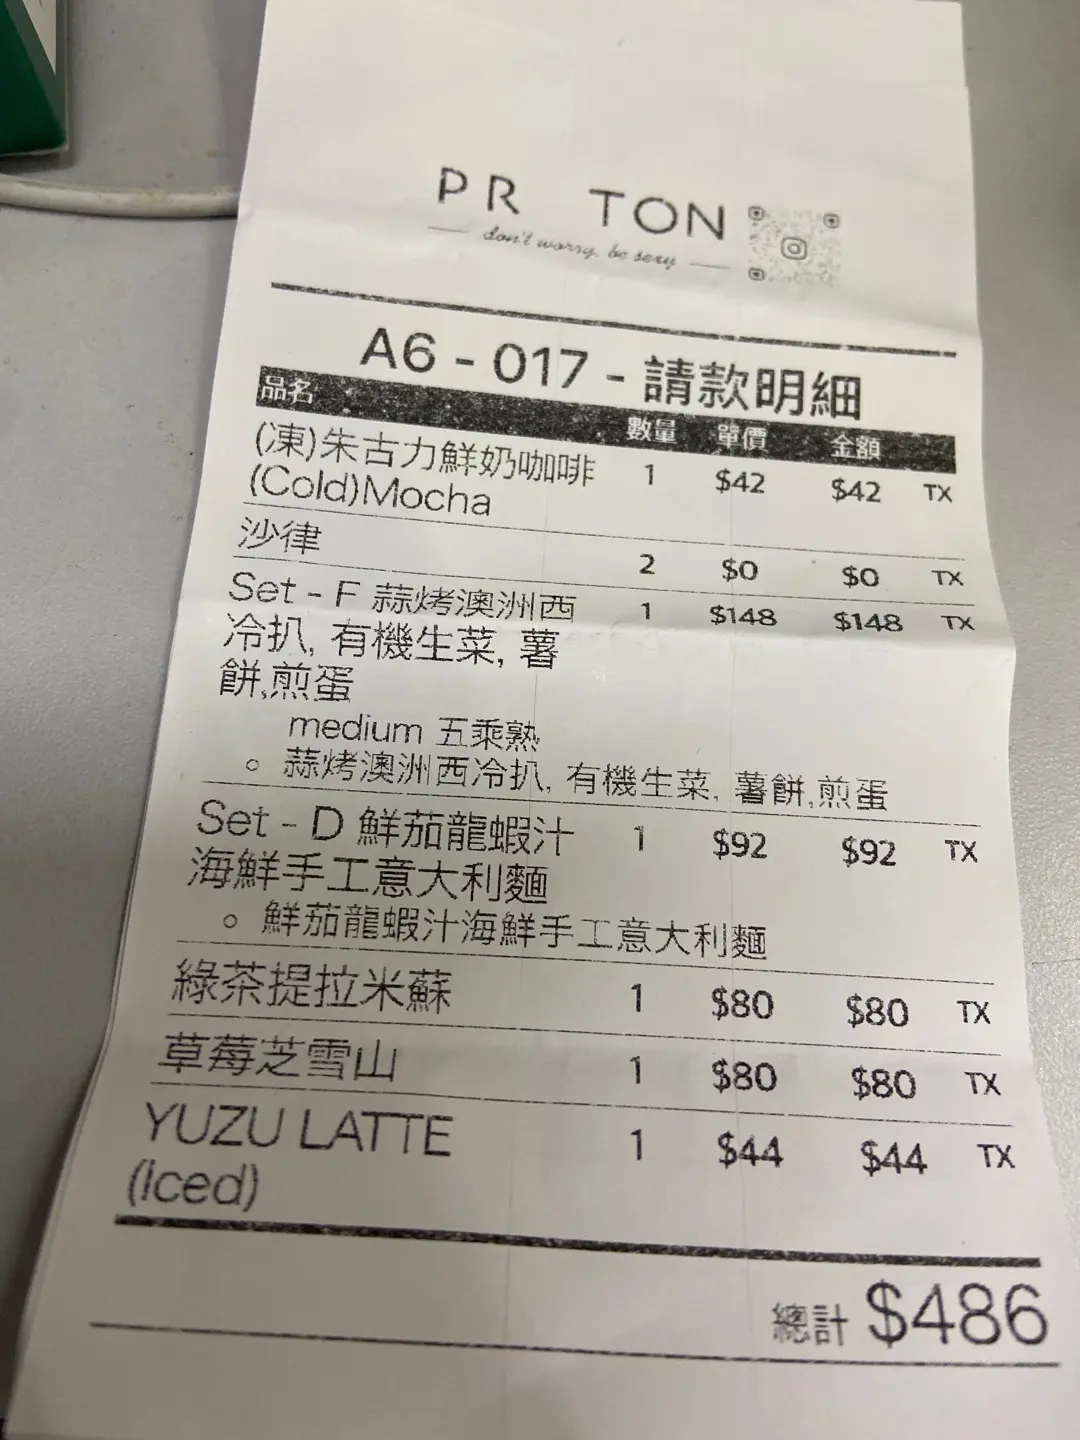 PR TON
don't worry, be sexy
A6 - 017 - 請款明細
品名 數量 單價 金額
(凍)朱古力鮮奶咖啡 1 $42 $42 TX
(Cold)Mocha
沙律 2 $0 $0 TX
Set - F 蒜烤澳洲西 1 $148 $148 TX
冷扒, 有機生菜, 薯
餅,煎蛋
medium 五乘熟
○ 蒜烤澳洲西冷扒, 有機生菜, 薯餅,煎蛋
Set - D 鮮茄龍蝦汁 1 $92 $92 TX
海鮮手工意大利麵
○ 鮮茄龍蝦汁海鮮手工意大利麵
綠茶提拉米蘇 1 $80 $80 TX
草莓芝雪山 1 $80 $80 TX
YUZU LATTE 1 $44 $44 TX
(Iced)
總計 $486